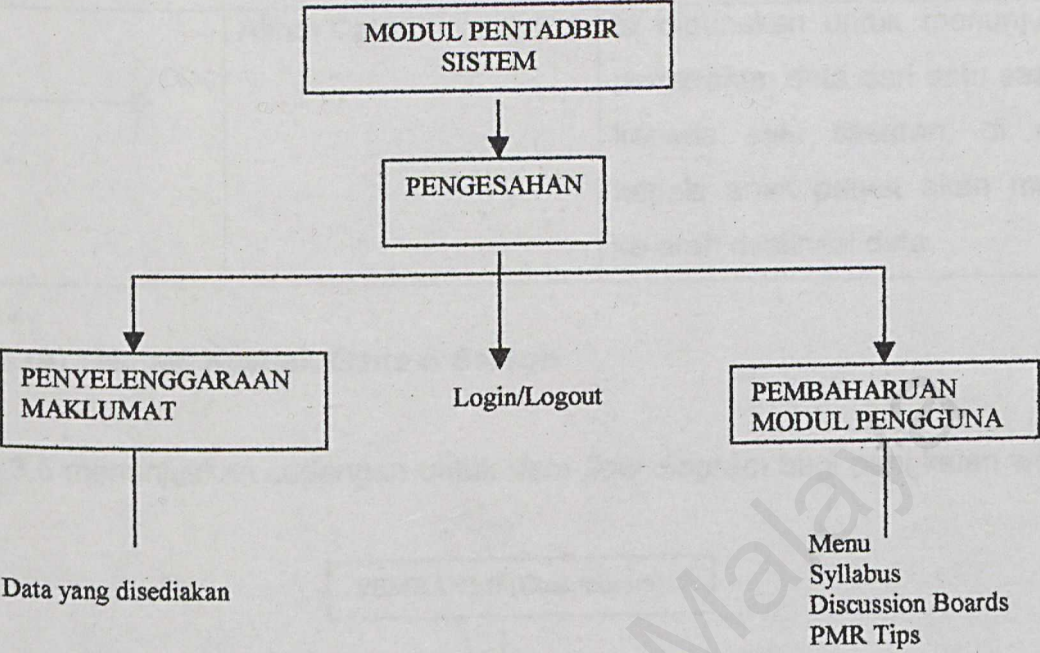 MODUL PENTADBIR
SISTEM
PENGESAHAN
PENYELENGGARAAN
MAKLUMAT
Login/Logout
PEMBAHARUAN
MODUL PENGGUNA
Data yang disediakan
Menu
Syllabus
Discussion Boards
PMR Tips
Malay